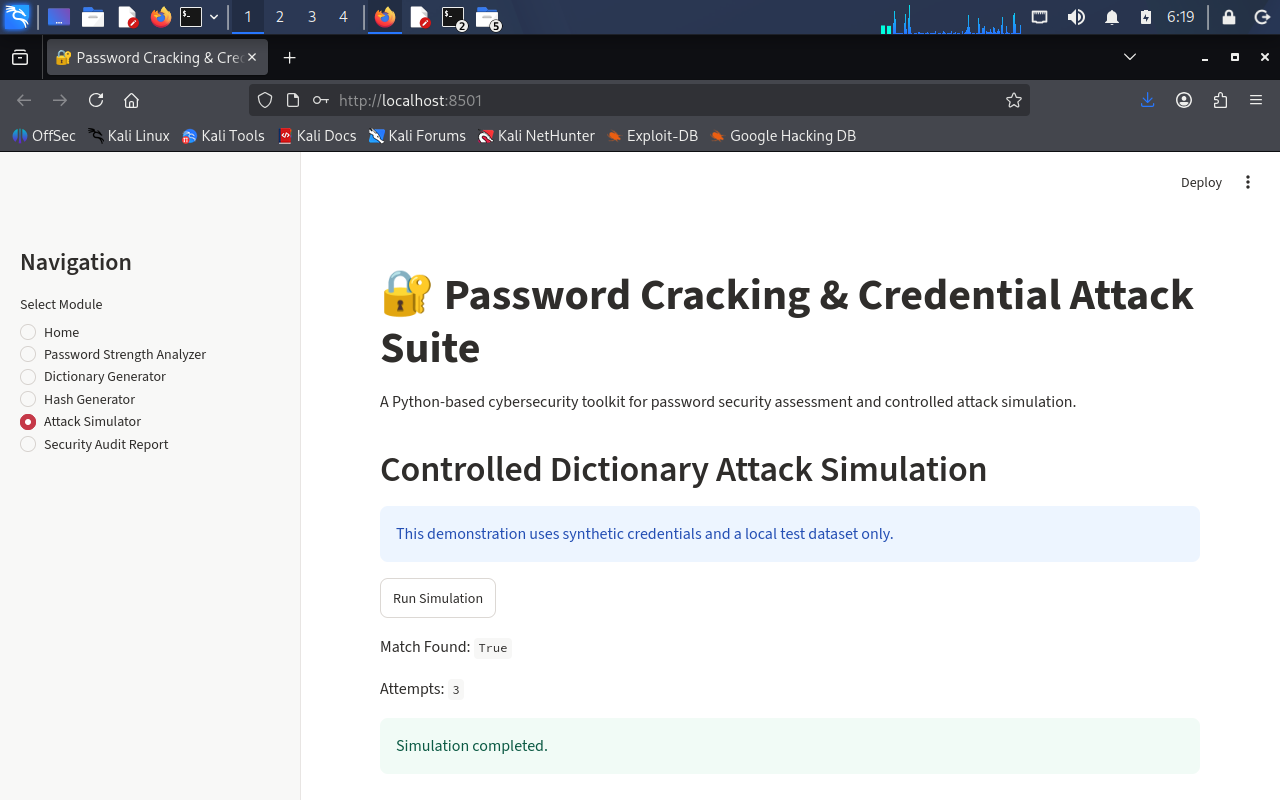 1 2 3 4 2 5 6:19
🔐 Password Cracking & Cre
http://localhost:8501
OffSec Kali Linux Kali Tools Kali Docs Kali Forums Kali NetHunter Exploit-DB Google Hacking DB
Deploy
Navigation
Select Module
Home
Password Strength Analyzer
Dictionary Generator
Hash Generator
Attack Simulator
Security Audit Report
🔐 Password Cracking & Credential Attack
Suite
A Python-based cybersecurity toolkit for password security assessment and controlled attack simulation.
Controlled Dictionary Attack Simulation
This demonstration uses synthetic credentials and a local test dataset only.
Run Simulation
Match Found: True
Attempts: 3
Simulation completed.